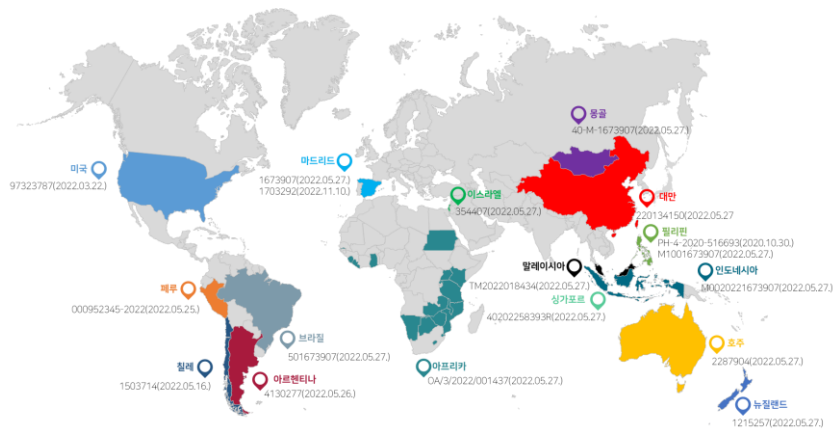 몽골
40-M-1673907(2022.05.27.)
미국
97323787(2022.03.22.)
마드리드
1673907(2022.05.27.)
1703292(2022.11.10.)
이스라엘
354407(2022.05.27.)
대만
220134150(2022.05.27
필리핀
PH-4-2020-516693(2020.10.30.)
M1001673907(2022.05.27.)
말레이시아
TM2022018434(2022.05.27.)
인도네시아
M0020221673907(2022.05.27.)
싱가포르
40202258393R(2022.05.27.)
페루
000952345-2022(2022.05.25.)
브라질
501673907(2022.05.27.)
호주
2287904(2022.05.27.)
칠레
1503714(2022.05.16.)
아르헨티나
4130277(2022.05.26.)
아프리카
OA/3/2022/001437(2022.05.27.)
뉴질랜드
1215257(2022.05.27.)